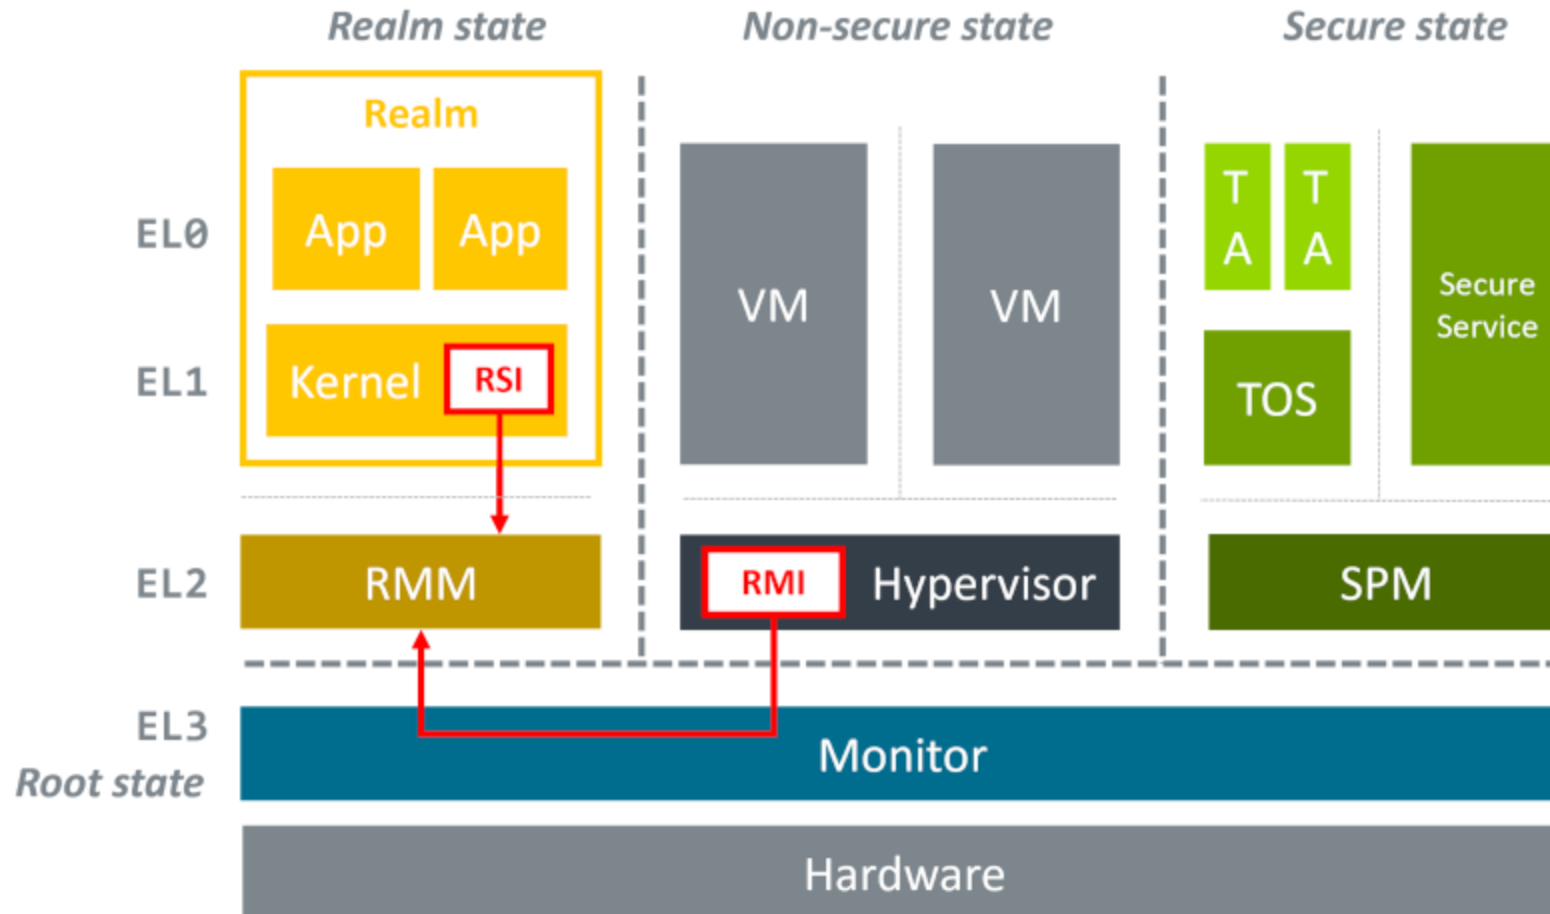 Realm state
Non-secure state
Secure state
Realm
EL0
App
App
VM
VM
T
A
T
A
Secure
Service
EL1
Kernel
RSI
TOS
EL2
RMM
RMI
Hypervisor
SPM
EL3
Root state
Monitor
Hardware